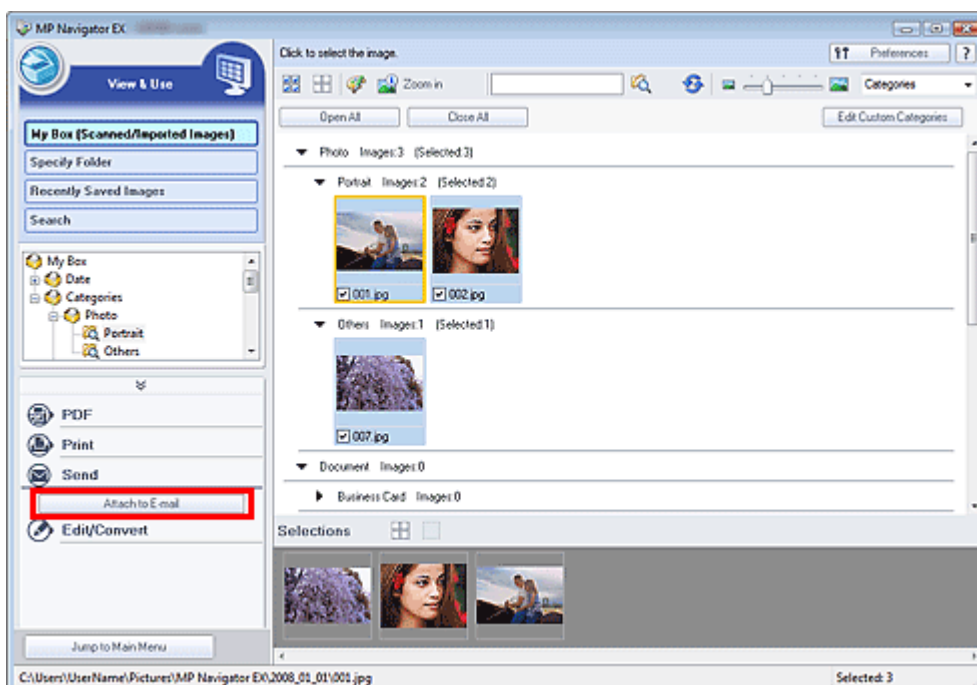 MP Navigator EX
View & Use
My Box (Scanned/Imported Images)
Specify Folder
Recently Saved Images
Search
My Box
Date
Categories
Photo
Portrait
Others
PDF
Print
Send
Attach to E-mail
Edit/Convert
Jump to Main Menu
Click to select the image.
Preferences
?
Zoom in
Categories
Open All
Close All
Edit Custom Categories
Photo Images:3 (Selected:3)
Portrait Images:2 (Selected:2)
001.jpg
002.jpg
Others Images:1 (Selected:1)
007.jpg
Document Images:0
Business Card Images:0
Selections
C:\Users\UserName\Pictures\MP Navigator EX\2008_01_01\001.jpg
Selected: 3